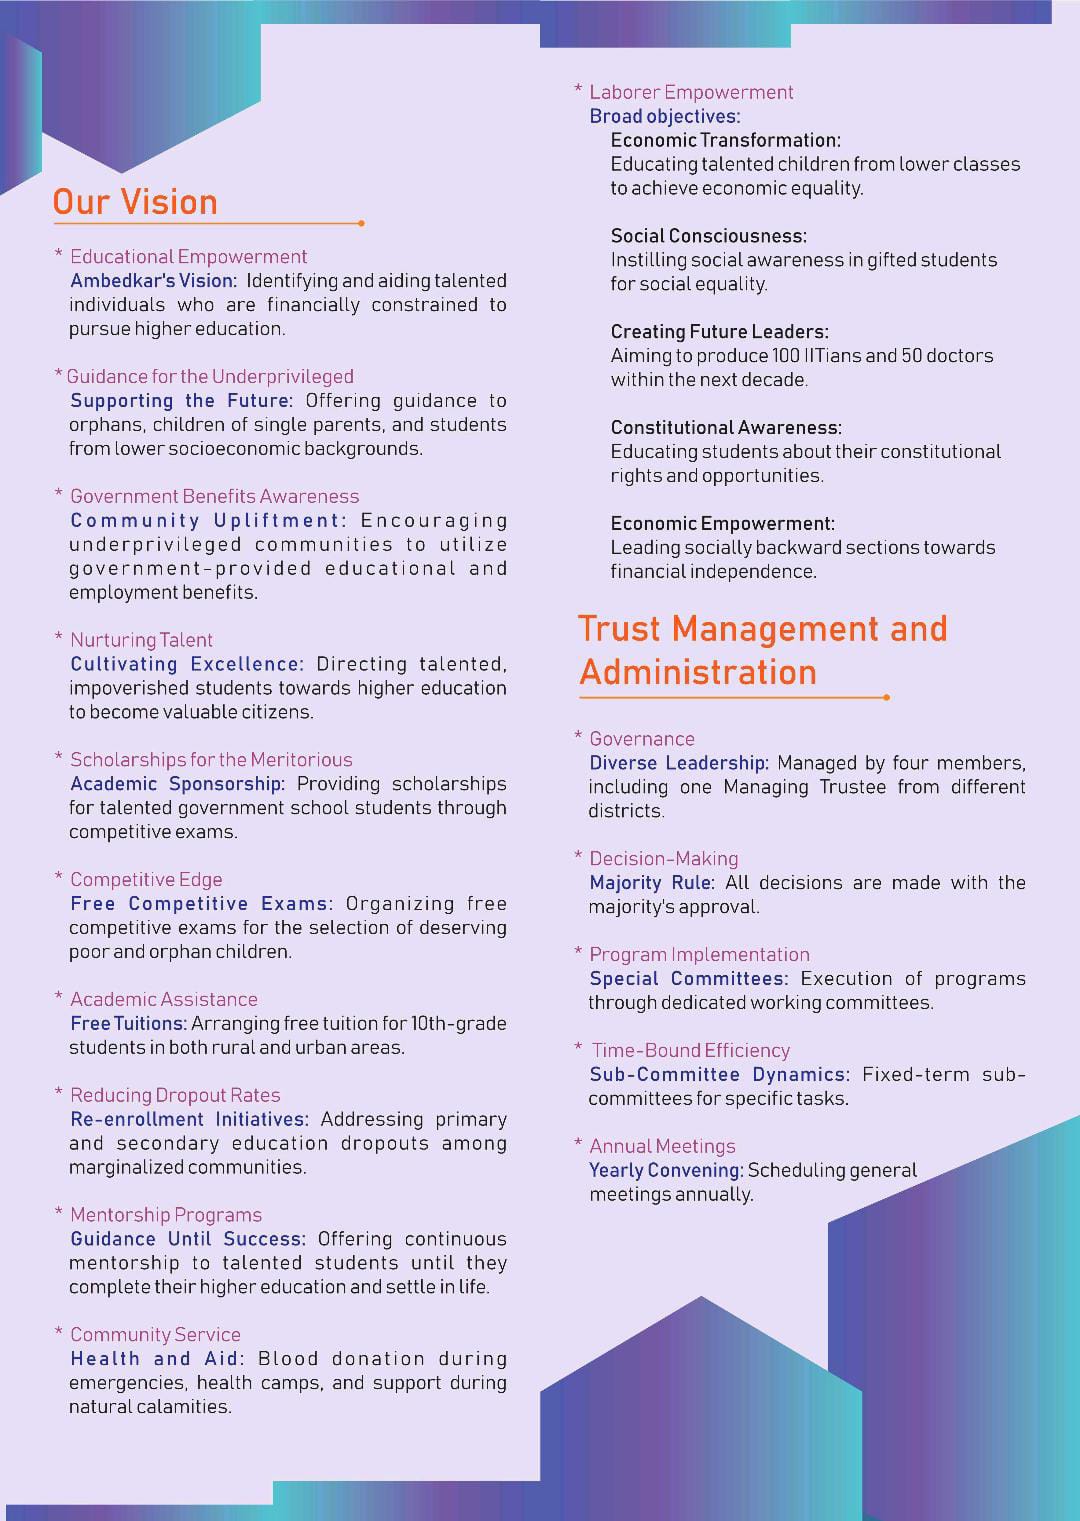 Our Vision
* Educational Empowerment
Ambedkar's Vision: Identifying and aiding talented
individuals who are financially constrained to
pursue higher education.
* Guidance for the Underprivileged
Supporting the Future: Offering guidance to
orphans, children of single parents, and students
from lower socioeconomic backgrounds.
* Government Benefits Awareness
Community Upliftment: Encouraging
underprivileged communities to utilize
government-provided educational and
employment benefits.
* Nurturing Talent
Cultivating Excellence: Directing talented,
impoverished students towards higher education
to become valuable citizens.
* Scholarships for the Meritorious
Academic Sponsorship: Providing scholarships
for talented government school students through
competitive exams.
* Competitive Edge
Free Competitive Exams: Organizing free
competitive exams for the selection of deserving
poor and orphan children.
* Academic Assistance
Free Tuitions: Arranging free tuition for 10th-grade
students in both rural and urban areas.
* Reducing Dropout Rates
Re-enrollment Initiatives: Addressing primary
and secondary education dropouts among
marginalized communities.
* Mentorship Programs
Guidance Until Success: Offering continuous
mentorship to talented students until they
complete their higher education and settle in life.
* Community Service
Health and Aid: Blood donation during
emergencies, health camps, and support during
natural calamities.
* Laborer Empowerment
Broad objectives:
Economic Transformation:
Educating talented children from lower classes
to achieve economic equality.
Social Consciousness:
Instilling social awareness in gifted students
for social equality.
Creating Future Leaders:
Aiming to produce 100 IITians and 50 doctors
within the next decade.
Constitutional Awareness:
Educating students about their constitutional
rights and opportunities.
Economic Empowerment:
Leading socially backward sections towards
financial independence.
Trust Management and
Administration
* Governance
Diverse Leadership: Managed by four members,
including one Managing Trustee from different
districts.
* Decision-Making
Majority Rule: All decisions are made with the
majority's approval.
* Program Implementation
Special Committees: Execution of programs
through dedicated working committees.
* Time-Bound Efficiency
Sub-Committee Dynamics: Fixed-term sub-
committees for specific tasks.
* Annual Meetings
Yearly Convening: Scheduling general
meetings annually.